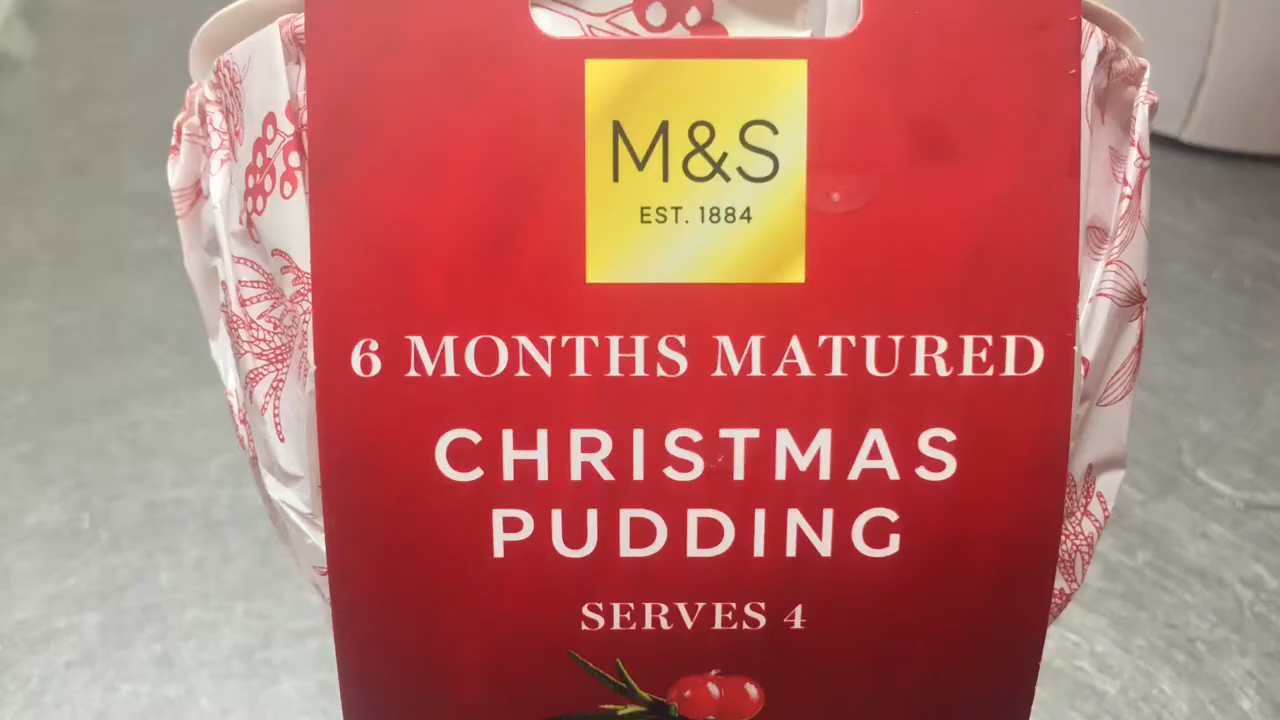 M&S
EST. 1884
6 MONTHS MATURED
CHRISTMAS
PUDDING
SERVES 4